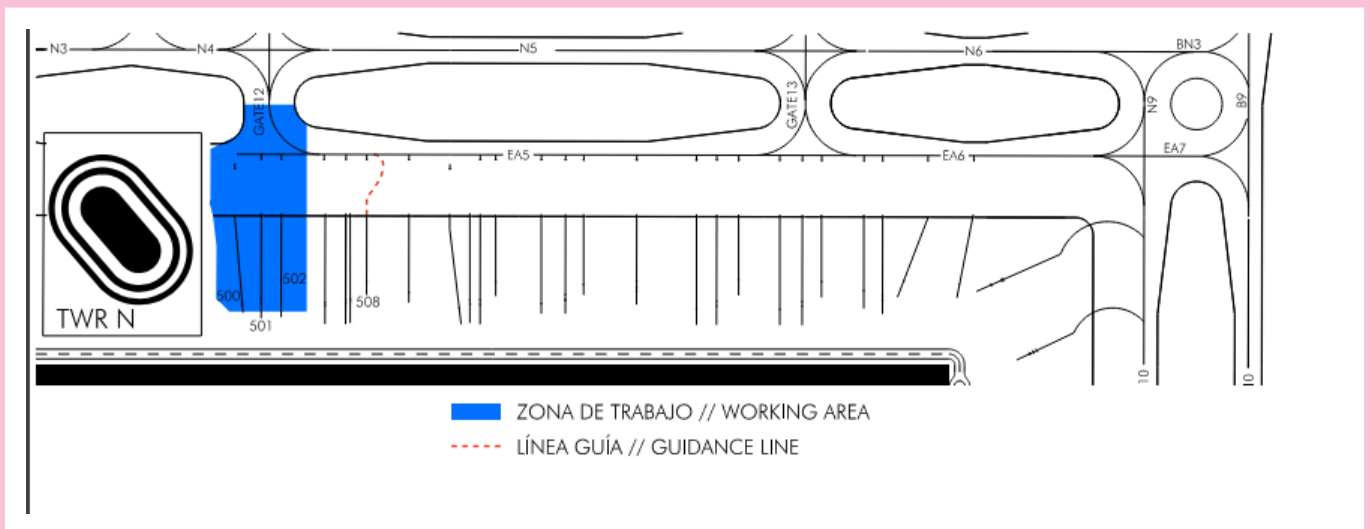 BN3
N3
N4
N5
N6
GATE12
GATE13
N9
B9
EA5
EA6
EA7
502
500
508
TWR N
501
10
ZONA DE TRABAJO // WORKING AREA
LÍNEA GUÍA // GUIDANCE LINE